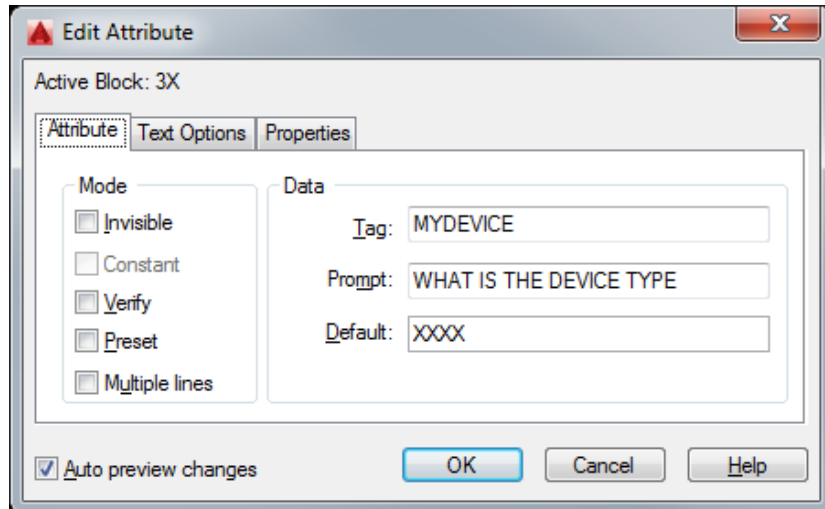 Edit Attribute
Active Block: 3X
Attribute Text Options Properties
Mode
Invisible
Constant
Verify
Preset
Multiple lines
Data
Tag: MYDEVICE
Prompt: WHAT IS THE DEVICE TYPE
Default: XXXX
Auto preview changes
OK Cancel Help